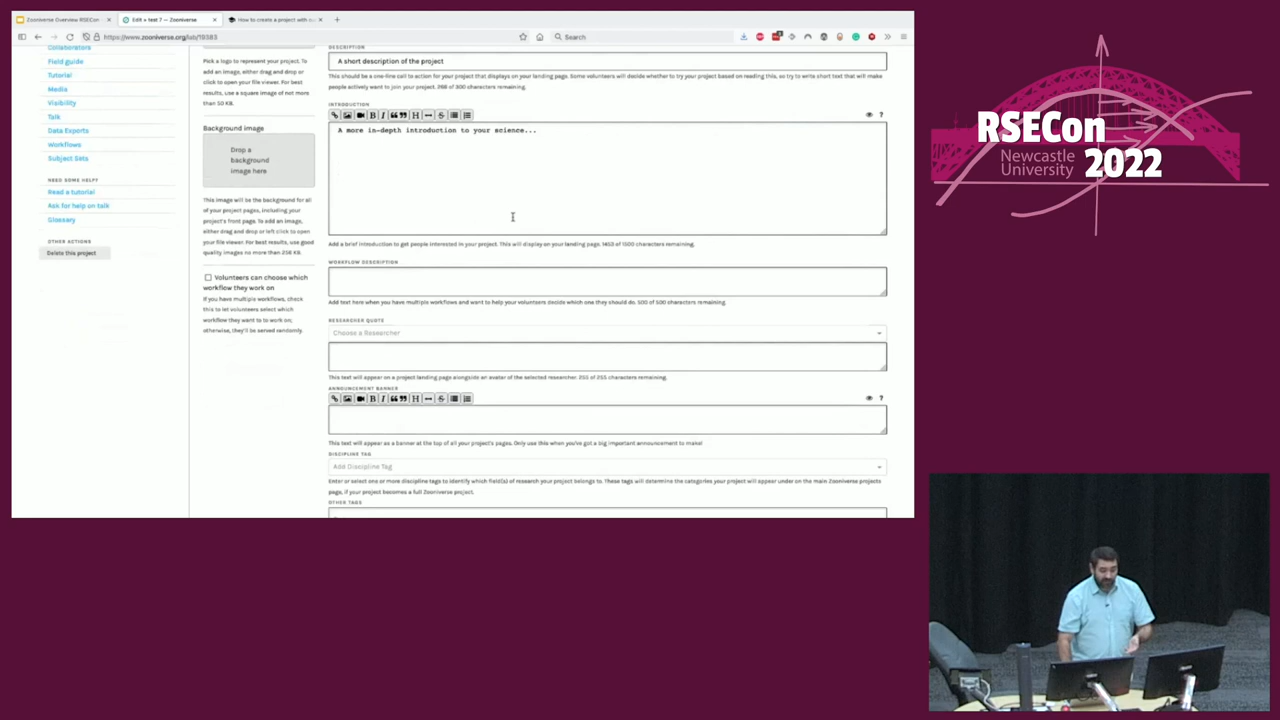 Zooniverse Overview RSECon
Edit « test 7 — Zooniverse
How to create a project with ou
https://www.zooniverse.org/lab/19383
Search
Collaborators
Field guide
Tutorial
Media
Visibility
Talk
Data Exports
Workflows
Subject Sets
NEED SOME HELP?
Read a tutorial
Ask for help on talk
Glossary
OTHER ACTIONS
Delete this project
Pick a logo to represent your project. To
add an image, either drag and drop or
click to open your file viewer. For best
results, use a square image of not more
than 50 KB.
Background image
Drop a
background
image here
This image will be the background for all
of your project pages, including your
project's front page. To add an image,
either drag and drop or left click to open
your file viewer. For best results, use good
quality images no more than 256 KB.
Volunteers can choose which
workflow they work on
If you have multiple workflows, check
this to let volunteers select which
workflow they want to to work on;
otherwise, they'll be served randomly.
DESCRIPTION
A short description of the project
This should be a one-line call to action for your project that displays on your landing page. Some volunteers will decide whether to try your project based on reading this, so try to write short text that will
make people actively want to join your project. 266 of 300 characters remaining.
INTRODUCTION
A more in-depth introduction to your science...
Add a brief introduction to get people interested in your project. This will display on your landing page. 1453 of 1500 characters remaining.
WORKFLOW DESCRIPTION
Add text here when you have multiple workflows and want to help your volunteers decide which one they should do. 500 of 500 characters remaining.
RESEARCHER QUOTE
Choose a Researcher
This text will appear on a project landing page alongside an avatar of the selected researcher. 255 of 255 characters remaining.
ANNOUNCEMENT BANNER
This text will appear as a banner at the top of all your project's pages. Only use this when you've got a big important announcement to make!
DISCIPLINE TAG
Add Discipline Tag
Enter or select one or more discipline tags to identify which field(s) of research your project belongs to. These tags will determine the categories your project will appear under on the main Zooniverse projects
page, if your project becomes a full Zooniverse project.
OTHER TAGS
RSECon
Newcastle
University
2022